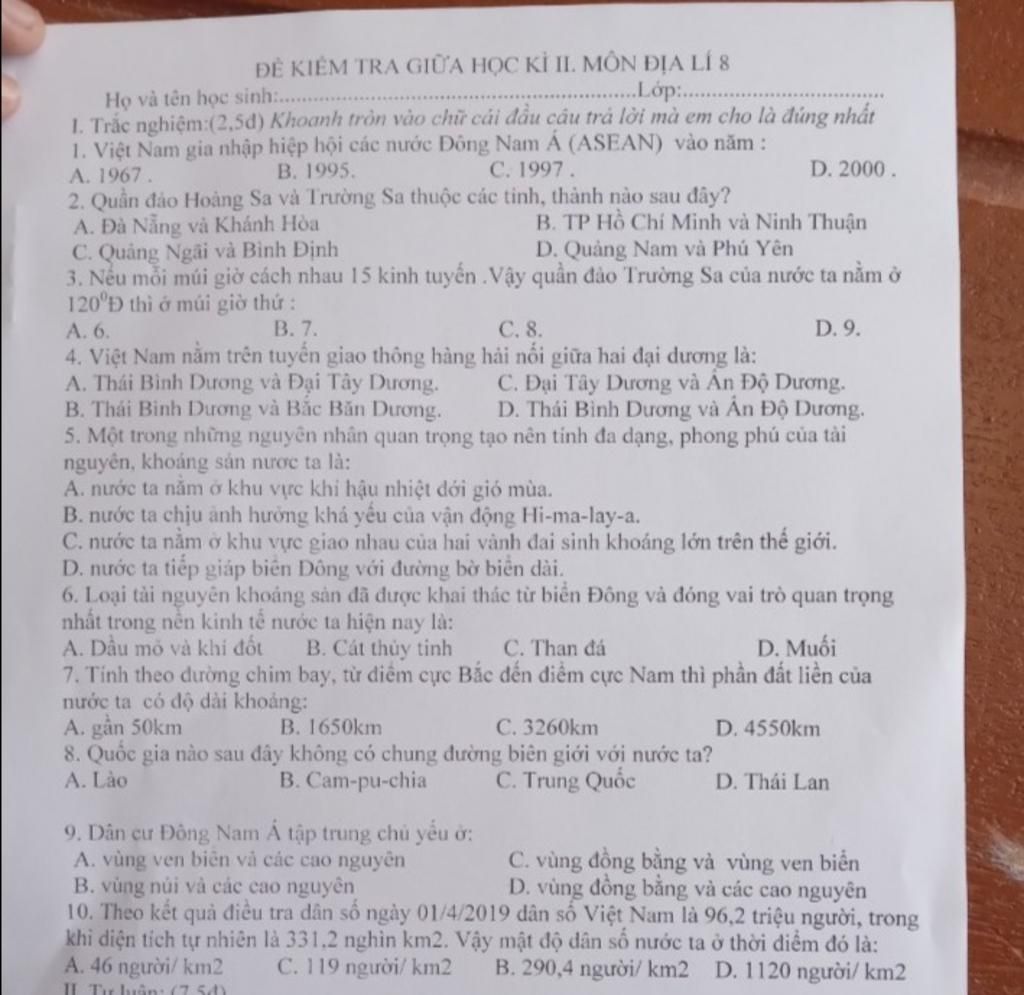 ĐỀ KIỂM TRA GIỮA HỌC KÌ II. MÔN ĐỊA LÍ 8
Họ và tên học sinh:..........................................................Lớp:..................................
I. Trắc nghiệm:(2,5đ) Khoanh tròn vào chữ cái đầu câu trả lời mà em cho là đúng nhất
1. Việt Nam gia nhập hiệp hội các nước Đông Nam Á (ASEAN) vào năm :
A. 1967 . B. 1995. C. 1997 . D. 2000 .
2. Quần đảo Hoàng Sa và Trường Sa thuộc các tỉnh, thành nào sau đây?
A. Đà Nẵng và Khánh Hòa B. TP Hồ Chí Minh và Ninh Thuận
C. Quảng Ngãi và Bình Định D. Quảng Nam và Phú Yên
3. Nếu mỗi múi giờ cách nhau 15 kinh tuyến .Vậy quần đảo Trường Sa của nước ta nằm ở
120⁰Đ thì ở múi giờ thứ :
A. 6. B. 7. C. 8. D. 9.
4. Việt Nam nằm trên tuyến giao thông hàng hải nối giữa hai đại dương là:
A. Thái Bình Dương và Đại Tây Dương. C. Đại Tây Dương và Ấn Độ Dương.
B. Thái Bình Dương và Bắc Băn Dương. D. Thái Bình Dương và Ấn Độ Dương.
5. Một trong những nguyên nhân quan trọng tạo nên tính đa dạng, phong phú của tài
nguyên, khoáng sản nươc ta là:
A. nước ta nằm ở khu vực khí hậu nhiệt đới gió mùa.
B. nước ta chịu ảnh hưởng khá yếu của vận động Hi-ma-lay-a.
C. nước ta nằm ở khu vực giao nhau của hai vành đai sinh khoáng lớn trên thế giới.
D. nước ta tiếp giáp biển Đông với đường bờ biển dài.
6. Loại tài nguyên khoáng sản đã được khai thác từ biển Đông và đóng vai trò quan trọng
nhất trong nền kinh tế nước ta hiện nay là:
A. Dầu mỏ và khí đốt B. Cát thủy tinh C. Than đá D. Muối
7. Tính theo đường chim bay, từ điểm cực Bắc đến điểm cực Nam thì phần đất liền của
nước ta có độ dài khoảng:
A. gần 50km B. 1650km C. 3260km D. 4550km
8. Quốc gia nào sau đây không có chung đường biên giới với nước ta?
A. Lào B. Cam-pu-chia C. Trung Quốc D. Thái Lan
9. Dân cư Đông Nam Á tập trung chủ yếu ở:
A. vùng ven biển và các cao nguyên C. vùng đồng bằng và vùng ven biển
B. vùng núi và các cao nguyên D. vùng đồng bằng và các cao nguyên
10. Theo kết quả điều tra dân số ngày 01/4/2019 dân số Việt Nam là 96,2 triệu người, trong
khi diện tích tự nhiên là 331,2 nghìn km2. Vậy mật độ dân số nước ta ở thời điểm đó là:
A. 46 người/ km2 C. 119 người/ km2 B. 290,4 người/ km2 D. 1120 người/ km2
II. Tự luận: (7,5đ)